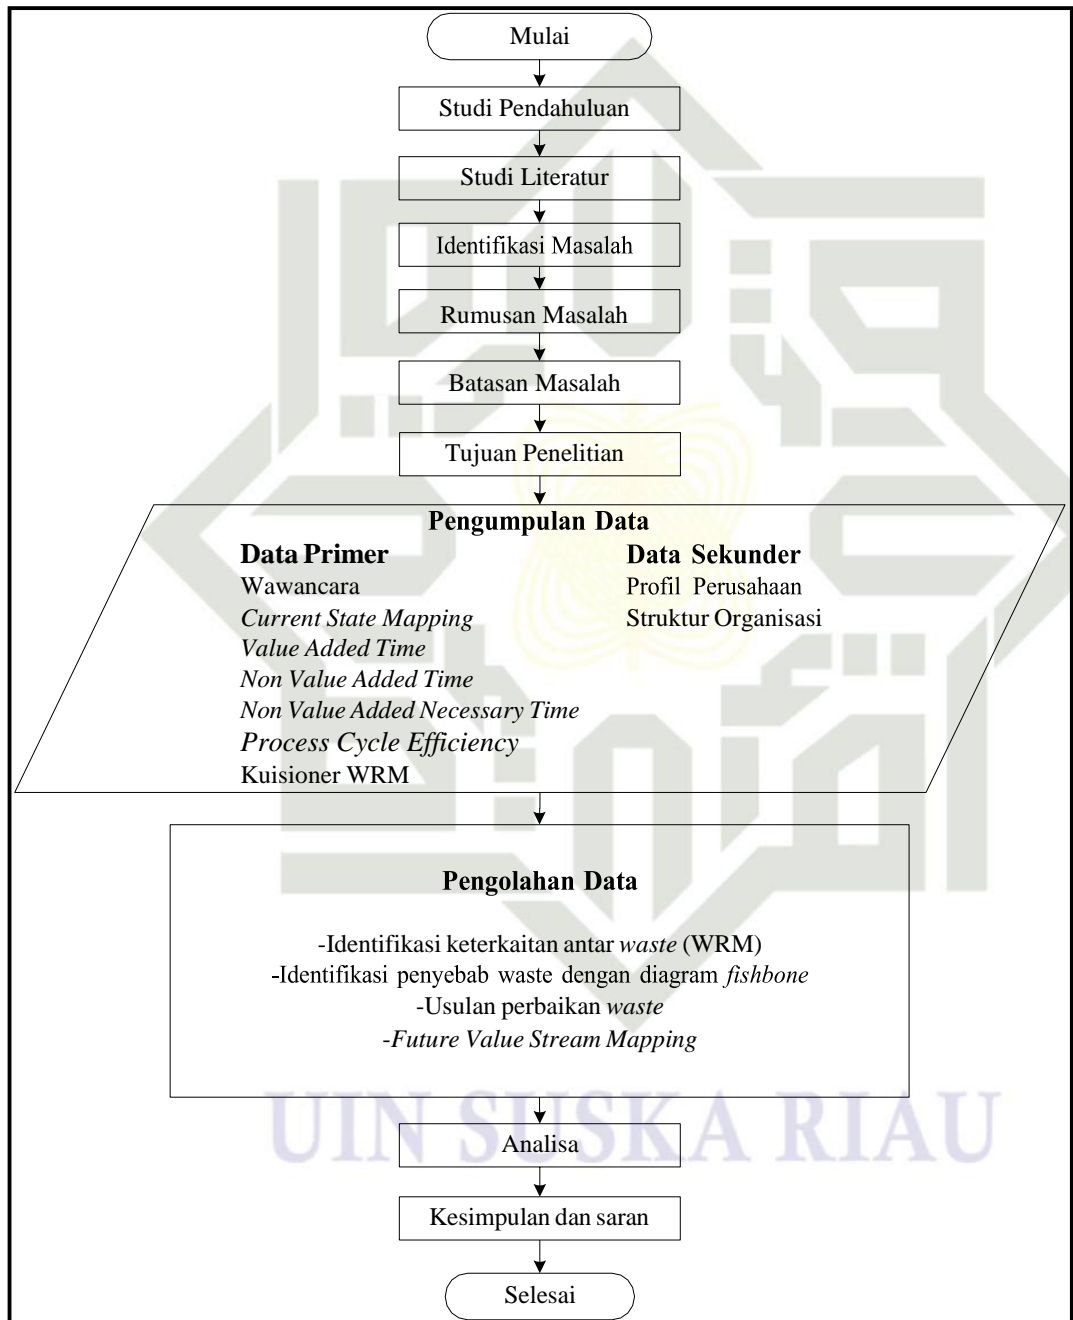 Mulai
Studi Pendahuluan
Studi Literatur
Identifikasi Masalah
Rumusan Masalah
Batasan Masalah
Tujuan Penelitian
Pengumpulan Data
Data Primer
Wawancara
Current State Mapping
Value Added Time
Non Value Added Time
Non Value Added Necessary Time
Process Cycle Efficiency
Kuisioner WRM
Data Sekunder
Profil Perusahaan
Struktur Organisasi
Pengolahan Data
-Identifikasi keterkaitan antar waste (WRM)
-Identifikasi penyebab waste dengan diagram fishbone
-Usulan perbaikan waste
-Future Value Stream Mapping
UIN SUSKA RIAU
Analisa
Kesimpulan dan saran
Selesai